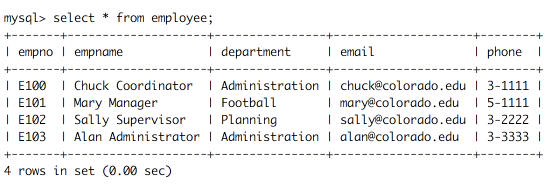 mysql> select * from employee;
+-------+--------------------+----------------+--------------------+--------+
| empno | empname            | department     | email              | phone  |
+-------+--------------------+----------------+--------------------+--------+
| E100  | Chuck Coordinator  | Administration | chuck@colorado.edu | 3-1111 |
| E101  | Mary Manager       | Football       | mary@colorado.edu  | 5-1111 |
| E102  | Sally Supervisor   | Planning       | sally@colorado.edu | 3-2222 |
| E103  | Alan Administrator | Administration | alan@colorado.edu  | 3-3333 |
+-------+--------------------+----------------+--------------------+--------+
4 rows in set (0.00 sec)